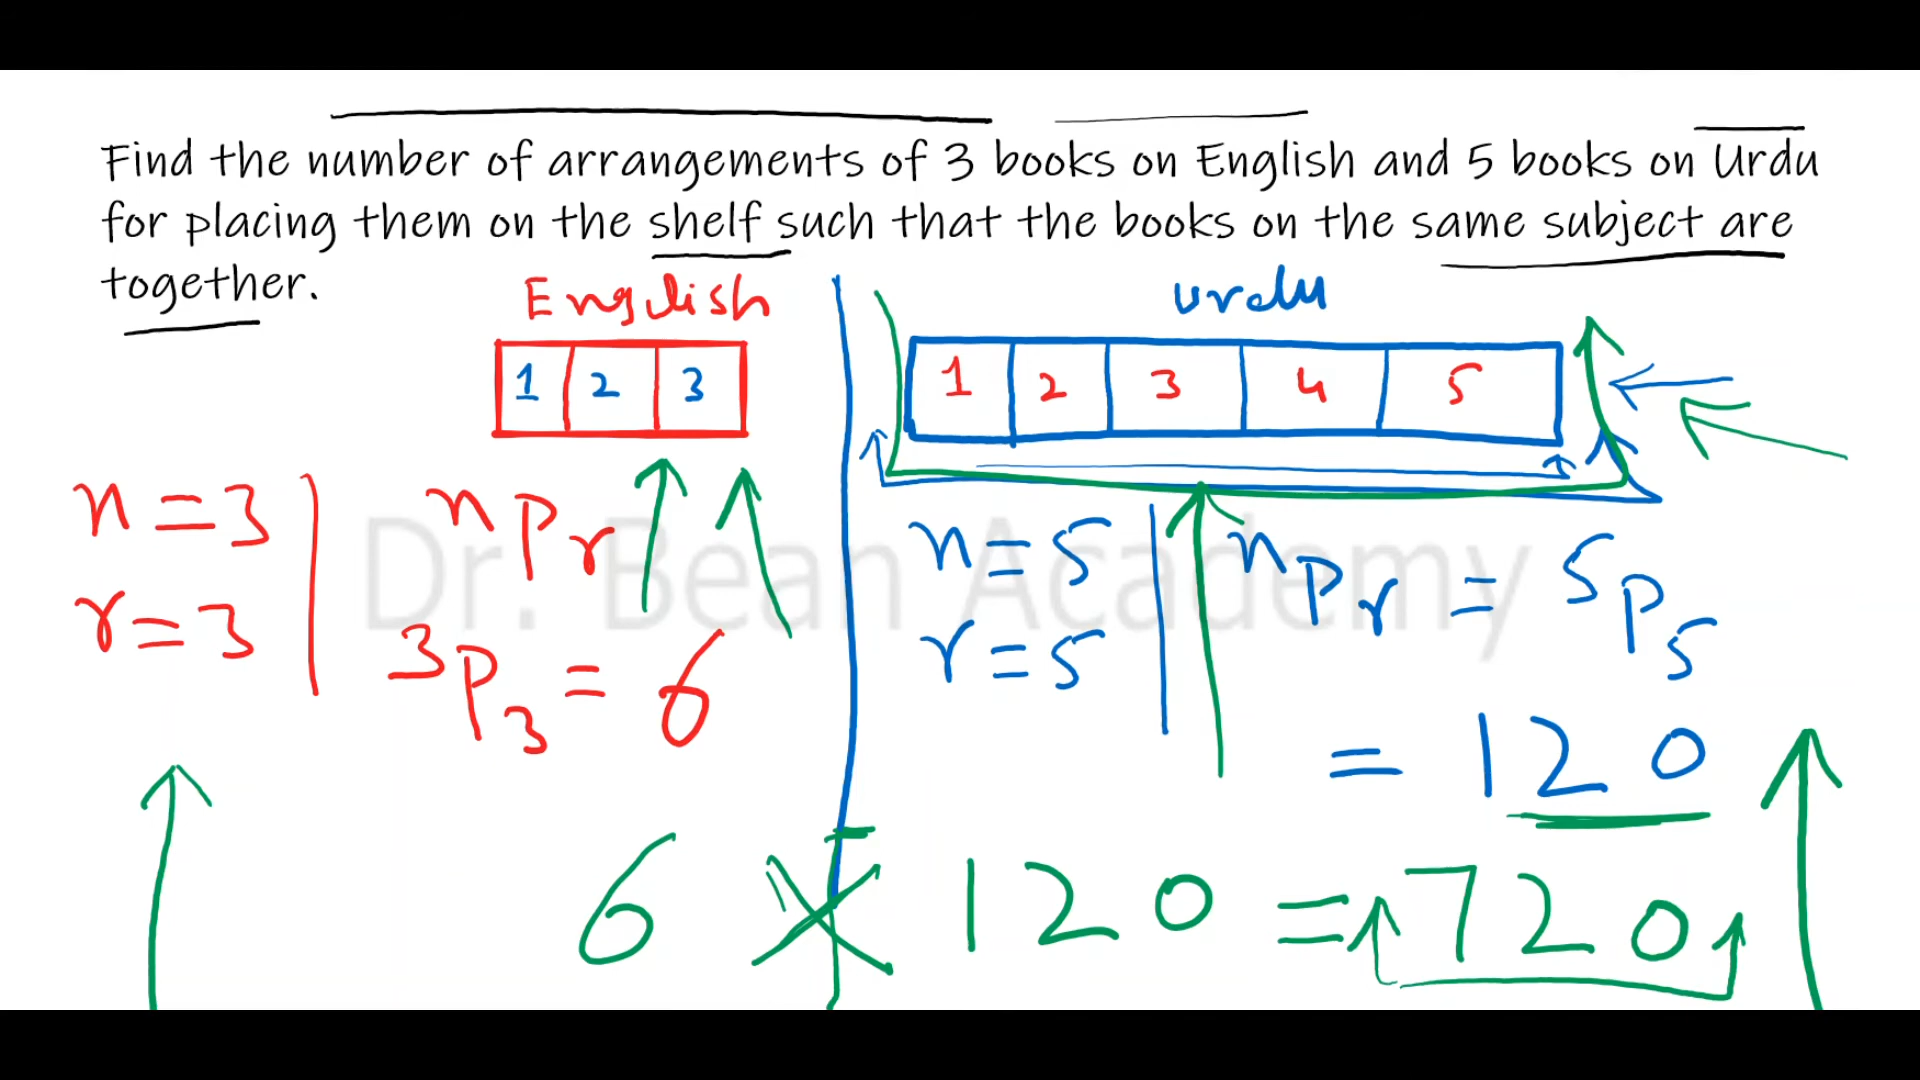 Find the number of arrangements of 3 books on English and 5 books on Urdu
for placing them on the shelf such that the books on the same subject are
together.
English
urdu
1 2 3
1 2 3 4 5
n = 3
nPr
r = 3
3P3 = 6
n = 5
nPr = 5P5
r = 5
= 120
Dr. Bean Academy
6 × 120 = 720